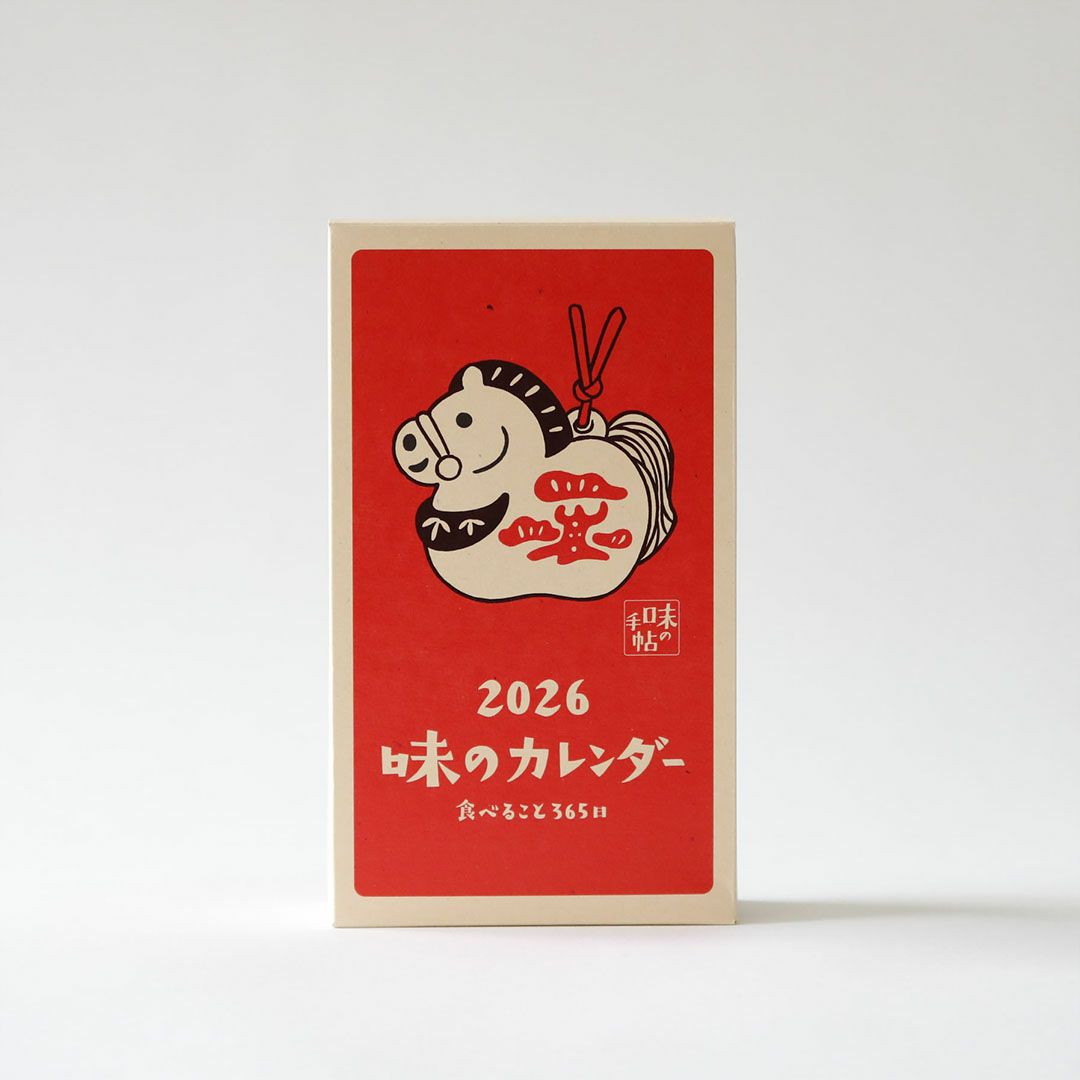 味の
手帖
2026
味のカレンダー
食べること365日